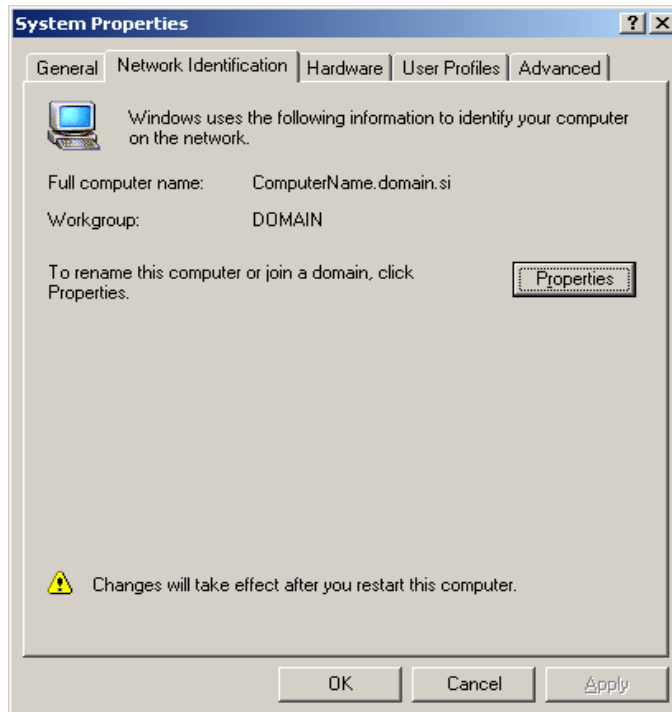 System Properties
General Network Identification Hardware User Profiles Advanced
Windows uses the following information to identify your computer
on the network.
Full computer name: ComputerName.domain.si
Workgroup: DOMAIN
To rename this computer or join a domain, click
Properties.
Properties
Changes will take effect after you restart this computer.
OK Cancel Apply